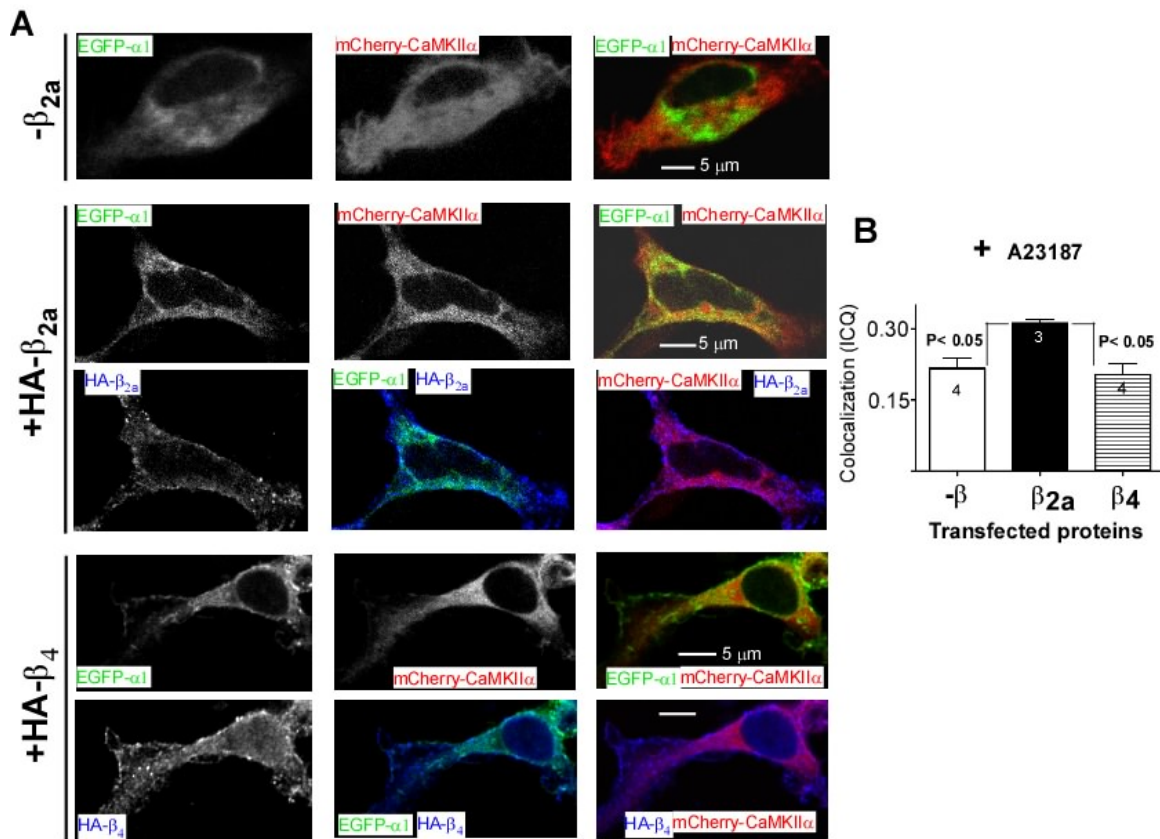 A
-β2a
EGFP-α1
mCherry-CaMKIIα
EGFP-α1 mCherry-CaMKIIα
5 μm
+HA-β2a
EGFP-α1
mCherry-CaMKIIα
EGFP-α1 mCherry-CaMKIIα
5 μm
HA-β2a
EGFP-α1 HA-β2a
mCherry-CaMKIIα HA-β2a
+HA-β4
EGFP-α1
mCherry-CaMKIIα
5 μm
EGFP-α1 mCherry-CaMKIIα
HA-β4
EGFP-α1 HA-β4
HA-β4 mCherry-CaMKIIα
B
+ A23187
Colocalization (ICQ)
0.30
0.15
P< 0.05
P< 0.05
4
3
4
-β
β2a
β4
Transfected proteins